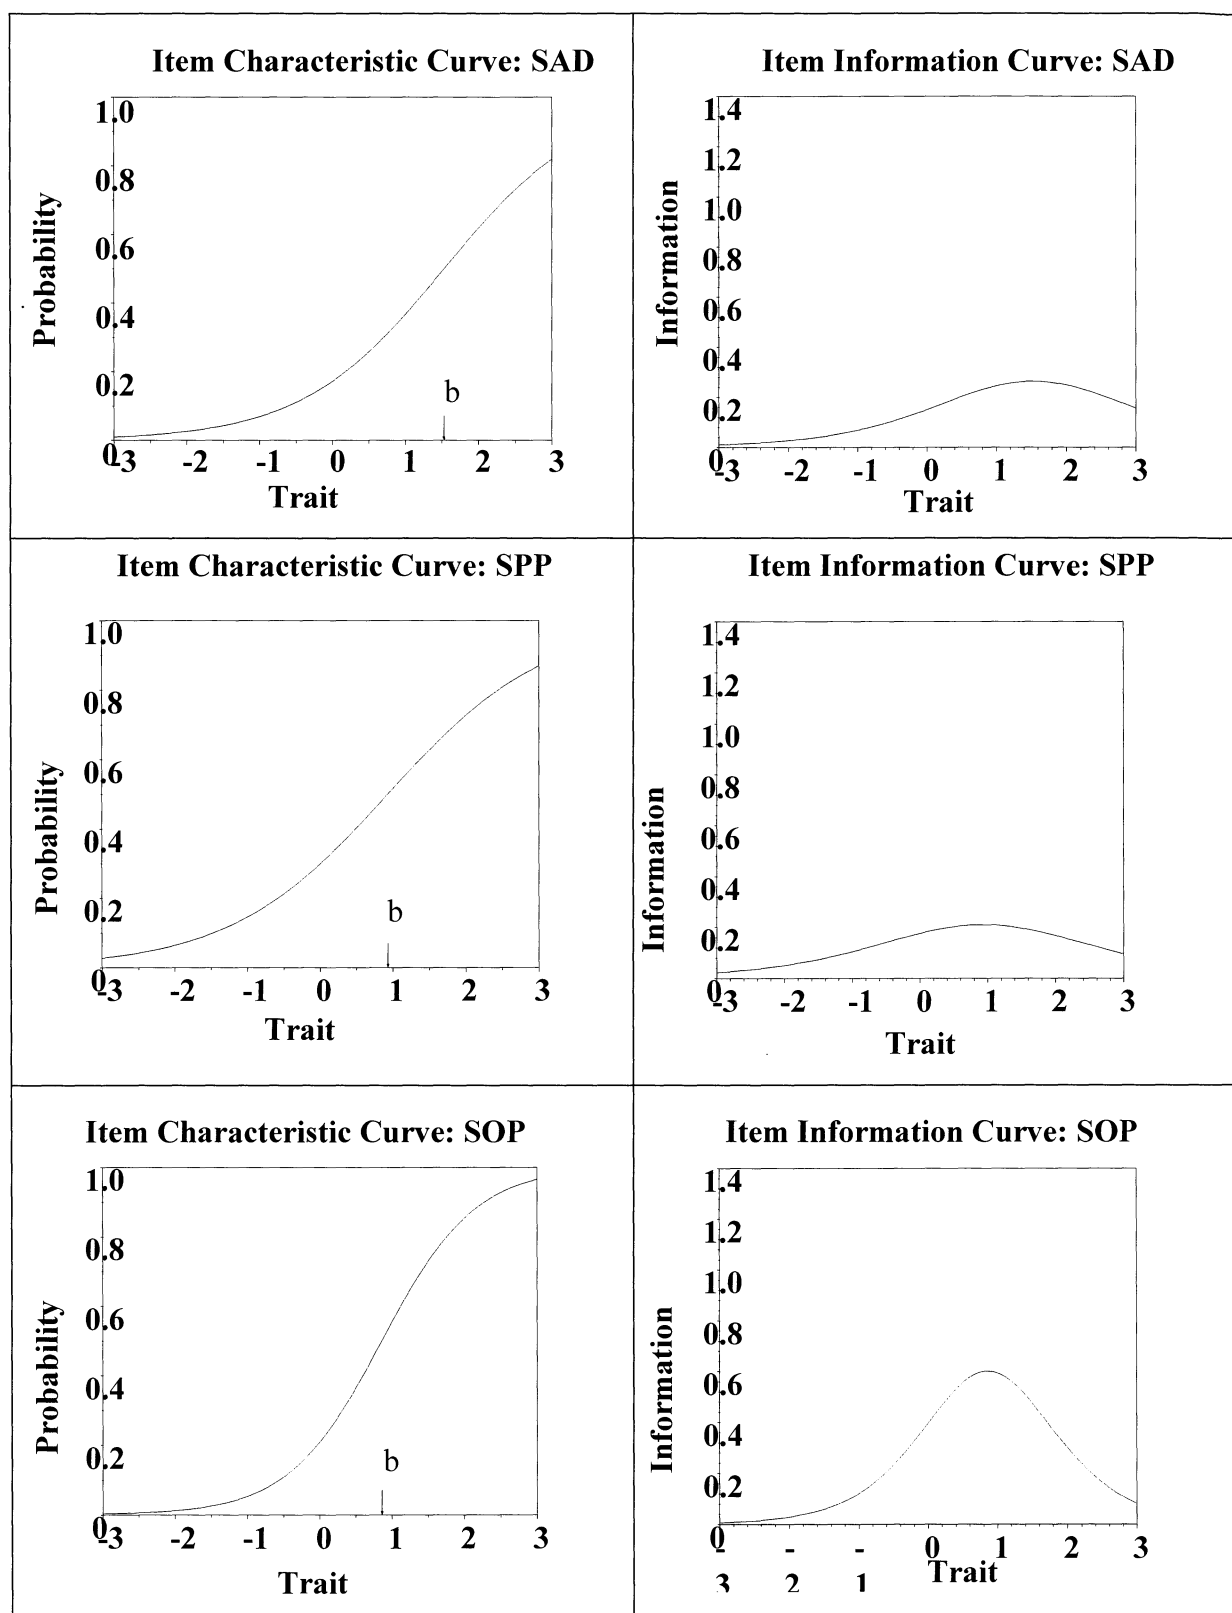 Item Characteristic Curve: SAD
1.0
0.8
0.6
0.4
0.2
0
Probability
b
-3 -2 -1 0 1 2 3
Trait
Item Information Curve: SAD
1.4
1.2
1.0
0.8
0.6
0.4
0.2
0
Information
-3 -2 -1 0 1 2 3
Trait
Item Characteristic Curve: SPP
1.0
0.8
0.6
0.4
0.2
0
Probability
b
-3 -2 -1 0 1 2 3
Trait
Item Information Curve: SPP
1.4
1.2
1.0
0.8
0.6
0.4
0.2
0
Information
-3 -2 -1 0 1 2 3
Trait
Item Characteristic Curve: SOP
1.0
0.8
0.6
0.4
0.2
0
Probability
b
-3 -2 -1 0 1 2 3
Trait
Item Information Curve: SOP
1.4
1.2
1.0
0.8
0.6
0.4
0.2
0
Information
- - - 0 1 2 3
3 2 1
Trait